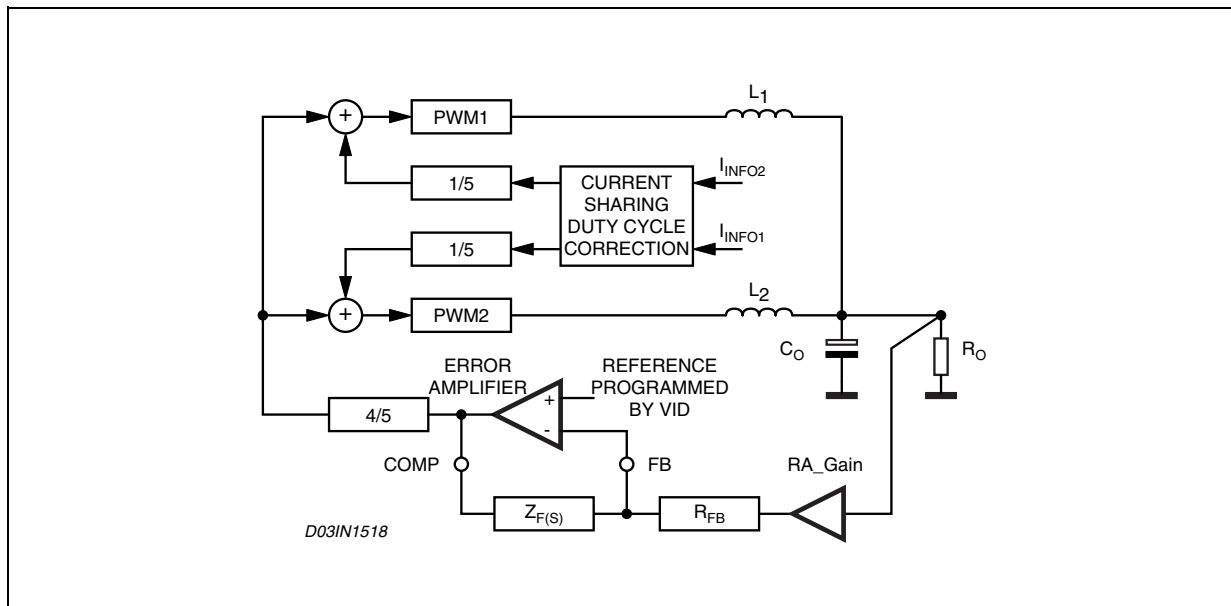 L1
+
PWM1
1/5
CURRENT
SHARING
DUTY CYCLE
CORRECTION
IINFO2
IINFO1
1/5
+
PWM2
L2
CO
RO
ERROR
AMPLIFIER
REFERENCE
PROGRAMMED
BY VID
4/5
+
-
COMP
FB
RA_Gain
ZF(S)
RFB
D03IN1518